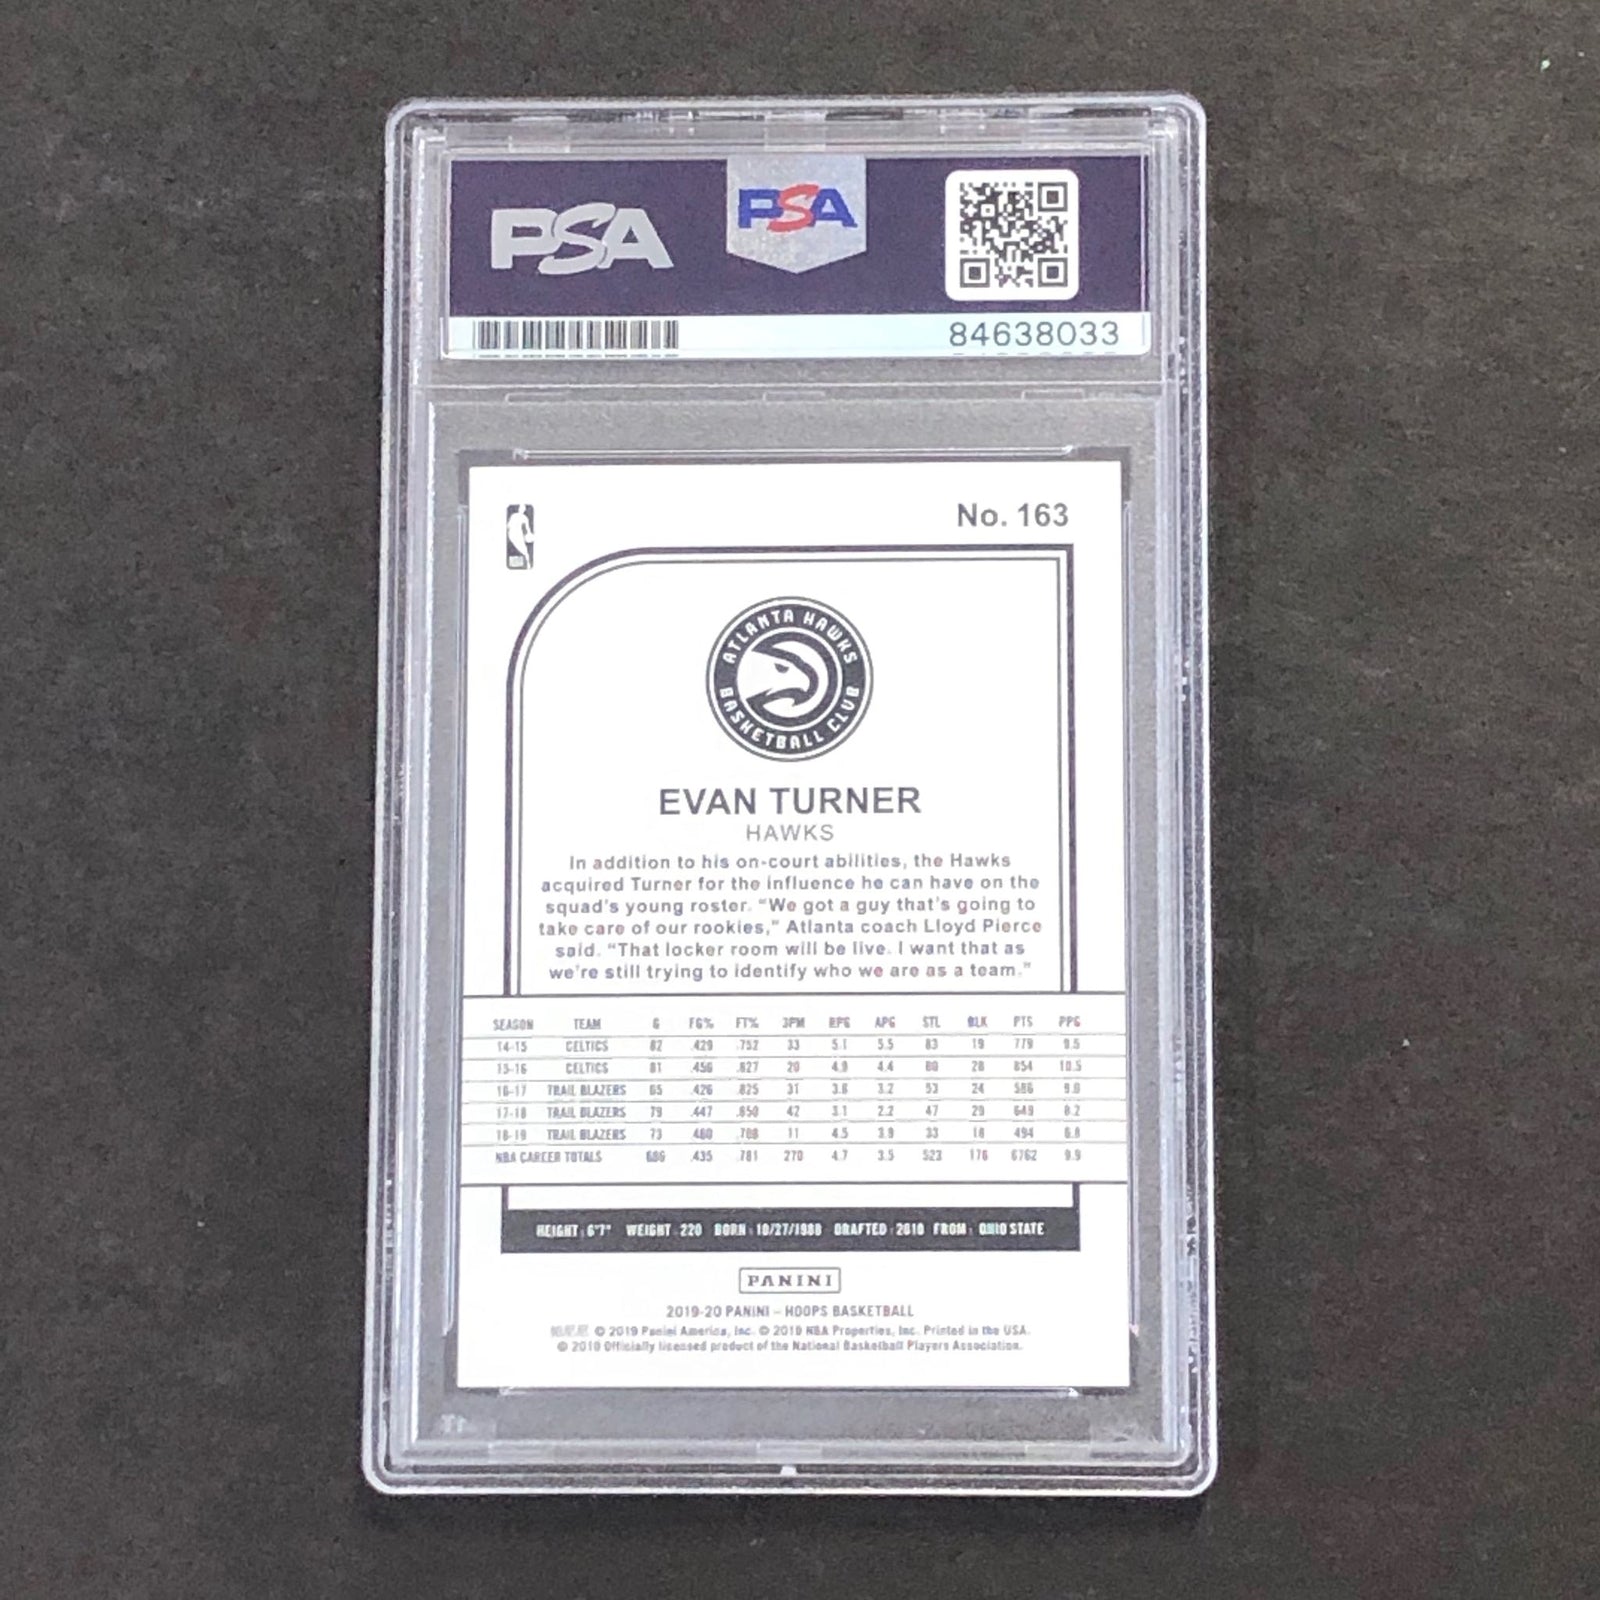 PSA
PSA
84638033
No. 163
NBA
ATLANTA HAWKS
BASKETBALL CLUB
EVAN TURNER
HAWKS
In addition to his on-court abilities, the Hawks
acquired Turner for the influence he can have on the
squad's young roster. "We got a guy that's going to
take care of our rookies," Atlanta coach Lloyd Pierce
said. "That locker room will be live. I want that as
we're still trying to identify who we are as a team."
SEASON TEAM G FG% FT% 3PM RPG APG STL BLK PTS PPG
14-15 CELTICS 82 .429 .752 33 5.1 5.5 83 19 779 9.5
15-16 CELTICS 81 .456 .827 20 4.9 4.4 80 28 854 10.5
16-17 TRAIL BLAZERS 65 .426 .825 31 3.8 3.2 53 24 586 9.0
17-18 TRAIL BLAZERS 79 .447 .850 42 3.1 2.2 47 29 649 8.2
18-19 TRAIL BLAZERS 73 .460 .708 11 4.5 3.9 33 18 494 6.8
NBA CAREER TOTALS 686 .435 .781 270 4.7 3.5 523 176 6762 9.9
HEIGHT: 6'7" WEIGHT: 220 BORN: 10/27/1988 DRAFTED: 2010 FROM: OHIO STATE
PANINI
2019-20 PANINI – HOOPS BASKETBALL
帕尼尼 © 2019 Panini America, Inc. © 2019 NBA Properties, Inc. Printed in the USA.
© 2019 Officially licensed product of the National Basketball Players Association.